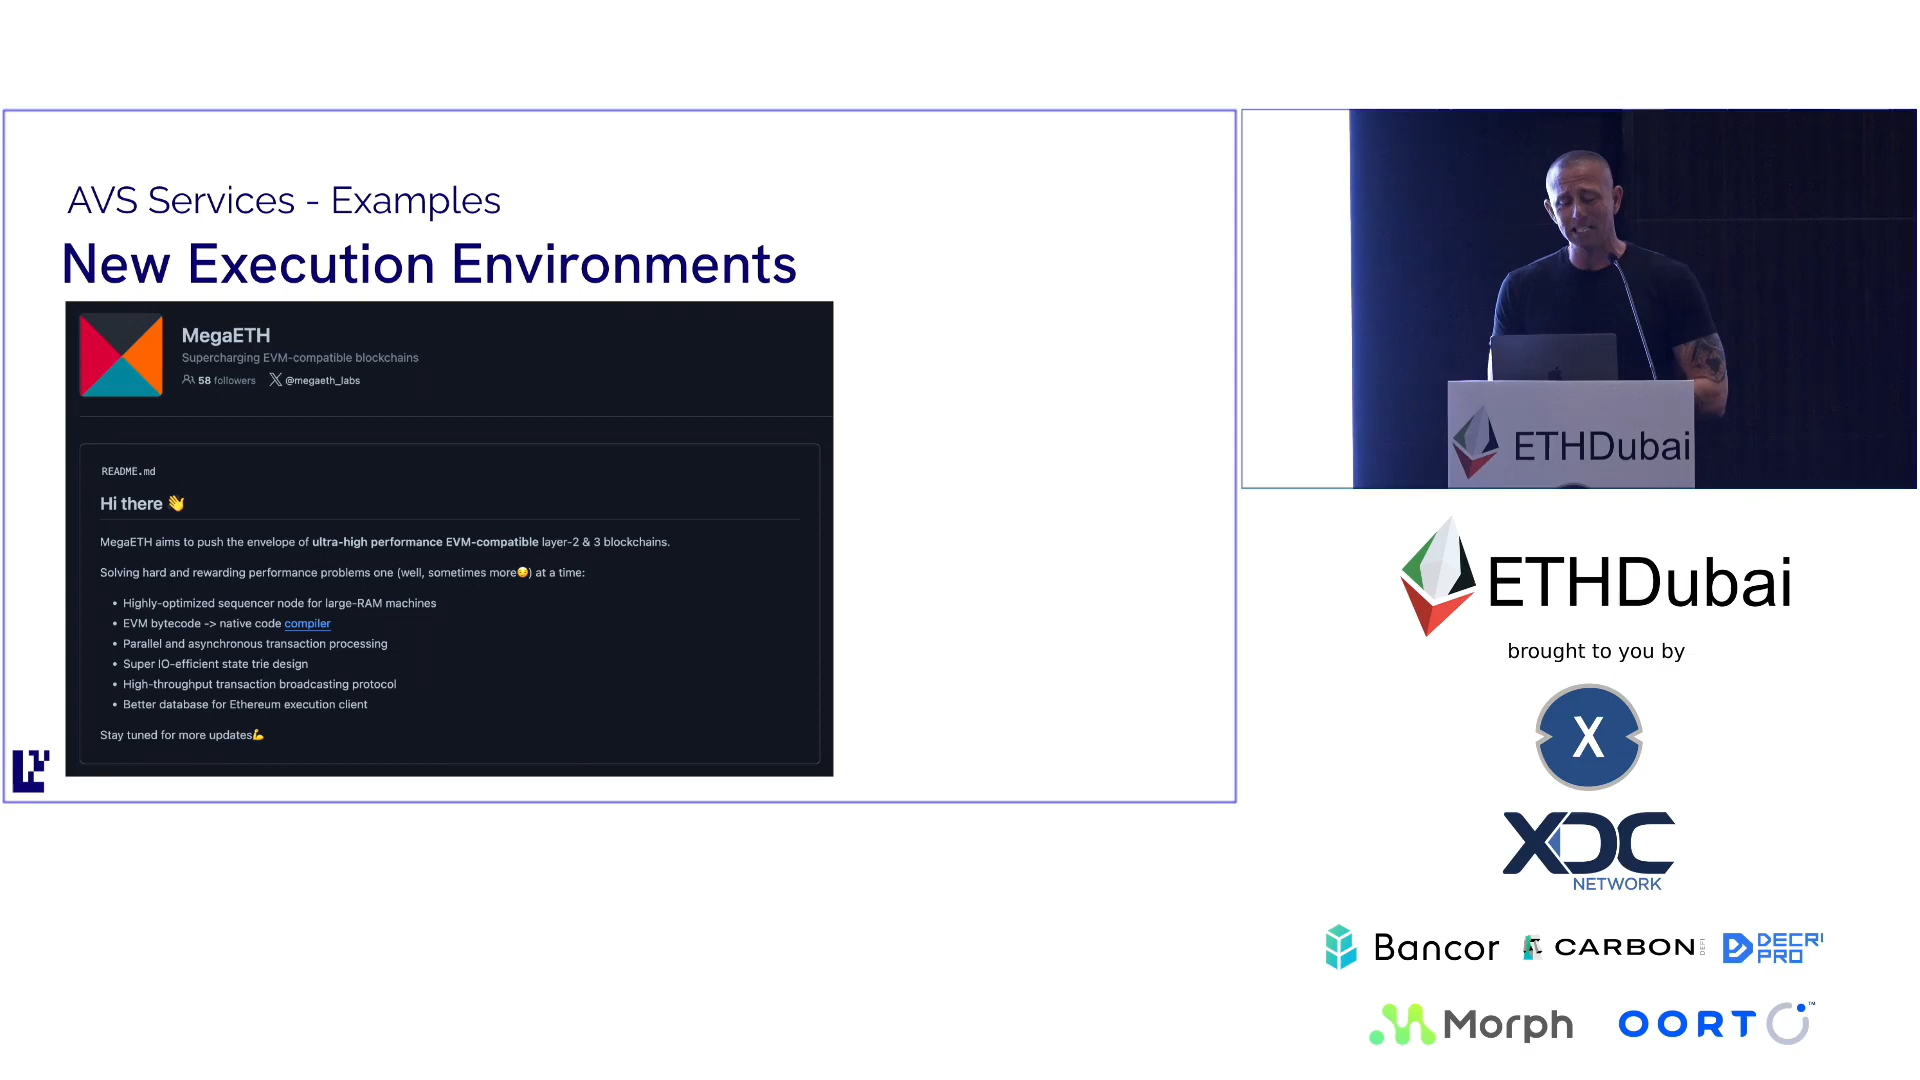 AVS Services - Examples
New Execution Environments
MegaETH
Supercharging EVM-compatible blockchains
58 followers @megaeth_labs
README.md
Hi there 👋
MegaETH aims to push the envelope of ultra-high performance EVM-compatible layer-2 & 3 blockchains.
Solving hard and rewarding performance problems one (well, sometimes more😏) at a time:
• Highly-optimized sequencer node for large-RAM machines
• EVM bytecode -> native code compiler
• Parallel and asynchronous transaction processing
• Super IO-efficient state trie design
• High-throughput transaction broadcasting protocol
• Better database for Ethereum execution client
Stay tuned for more updates💪
ETHDubai
ETHDubai
brought to you by
X
XDC
NETWORK
Bancor
CARBON DEFI
DECRYPTO PRO
Morph
OORT ™